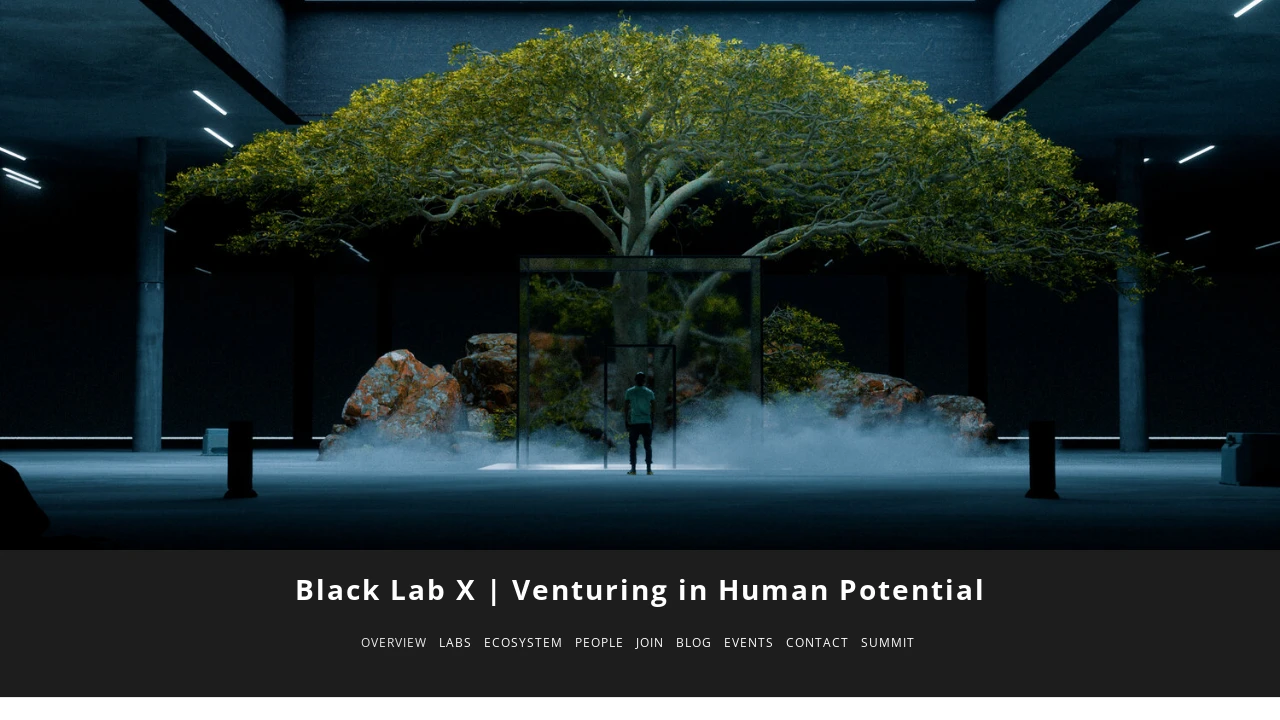 Black Lab X | Venturing in Human Potential
OVERVIEW LABS ECOSYSTEM PEOPLE JOIN BLOG EVENTS CONTACT SUMMIT